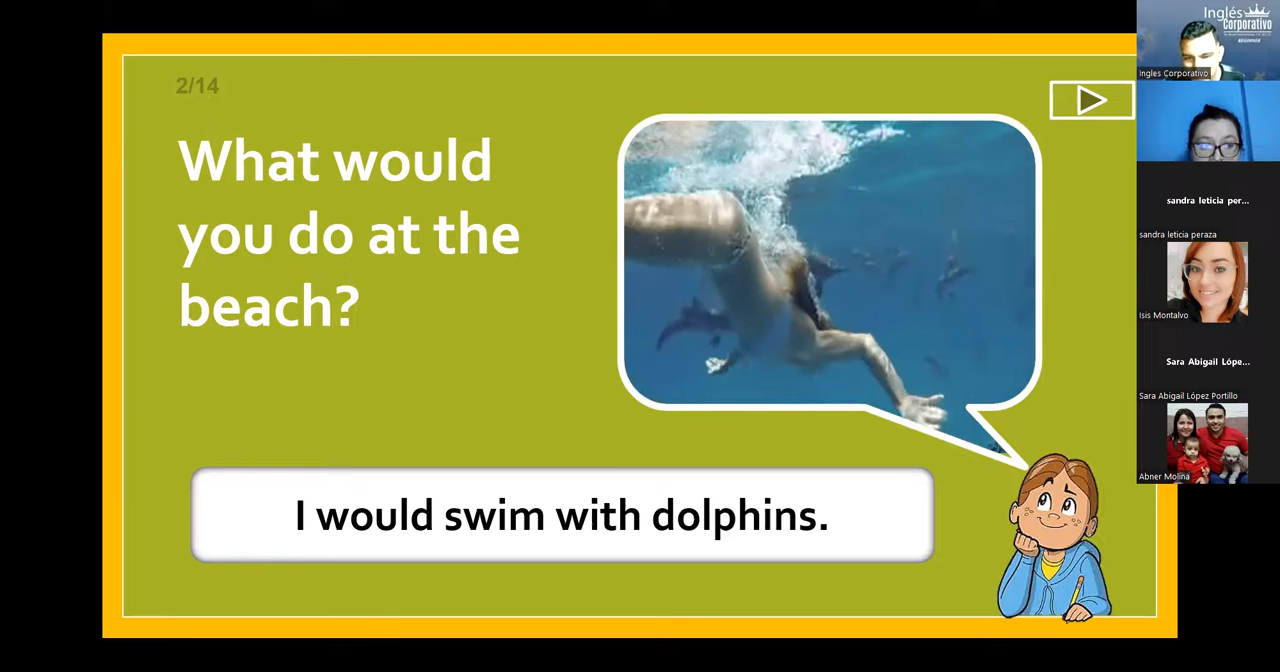 2/14
What would
you do at the
beach?
I would swim with dolphins.
Inglés
Corporativo
BEGINNER
Ingles Corporativo
sandra leticia per...
sandra leticia peraza
Isis Montalvo
Sara Abigail Lópe...
Sara Abigail López Portillo
Abner Molina